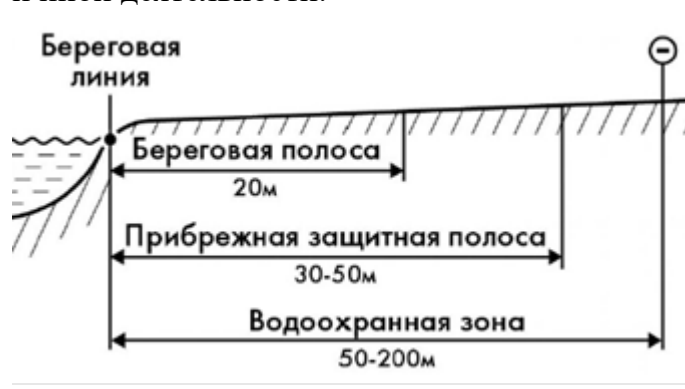 Береговая
линия
Береговая полоса
20м
Прибрежная защитная полоса
30-50м
Водоохранная зона
50-200м